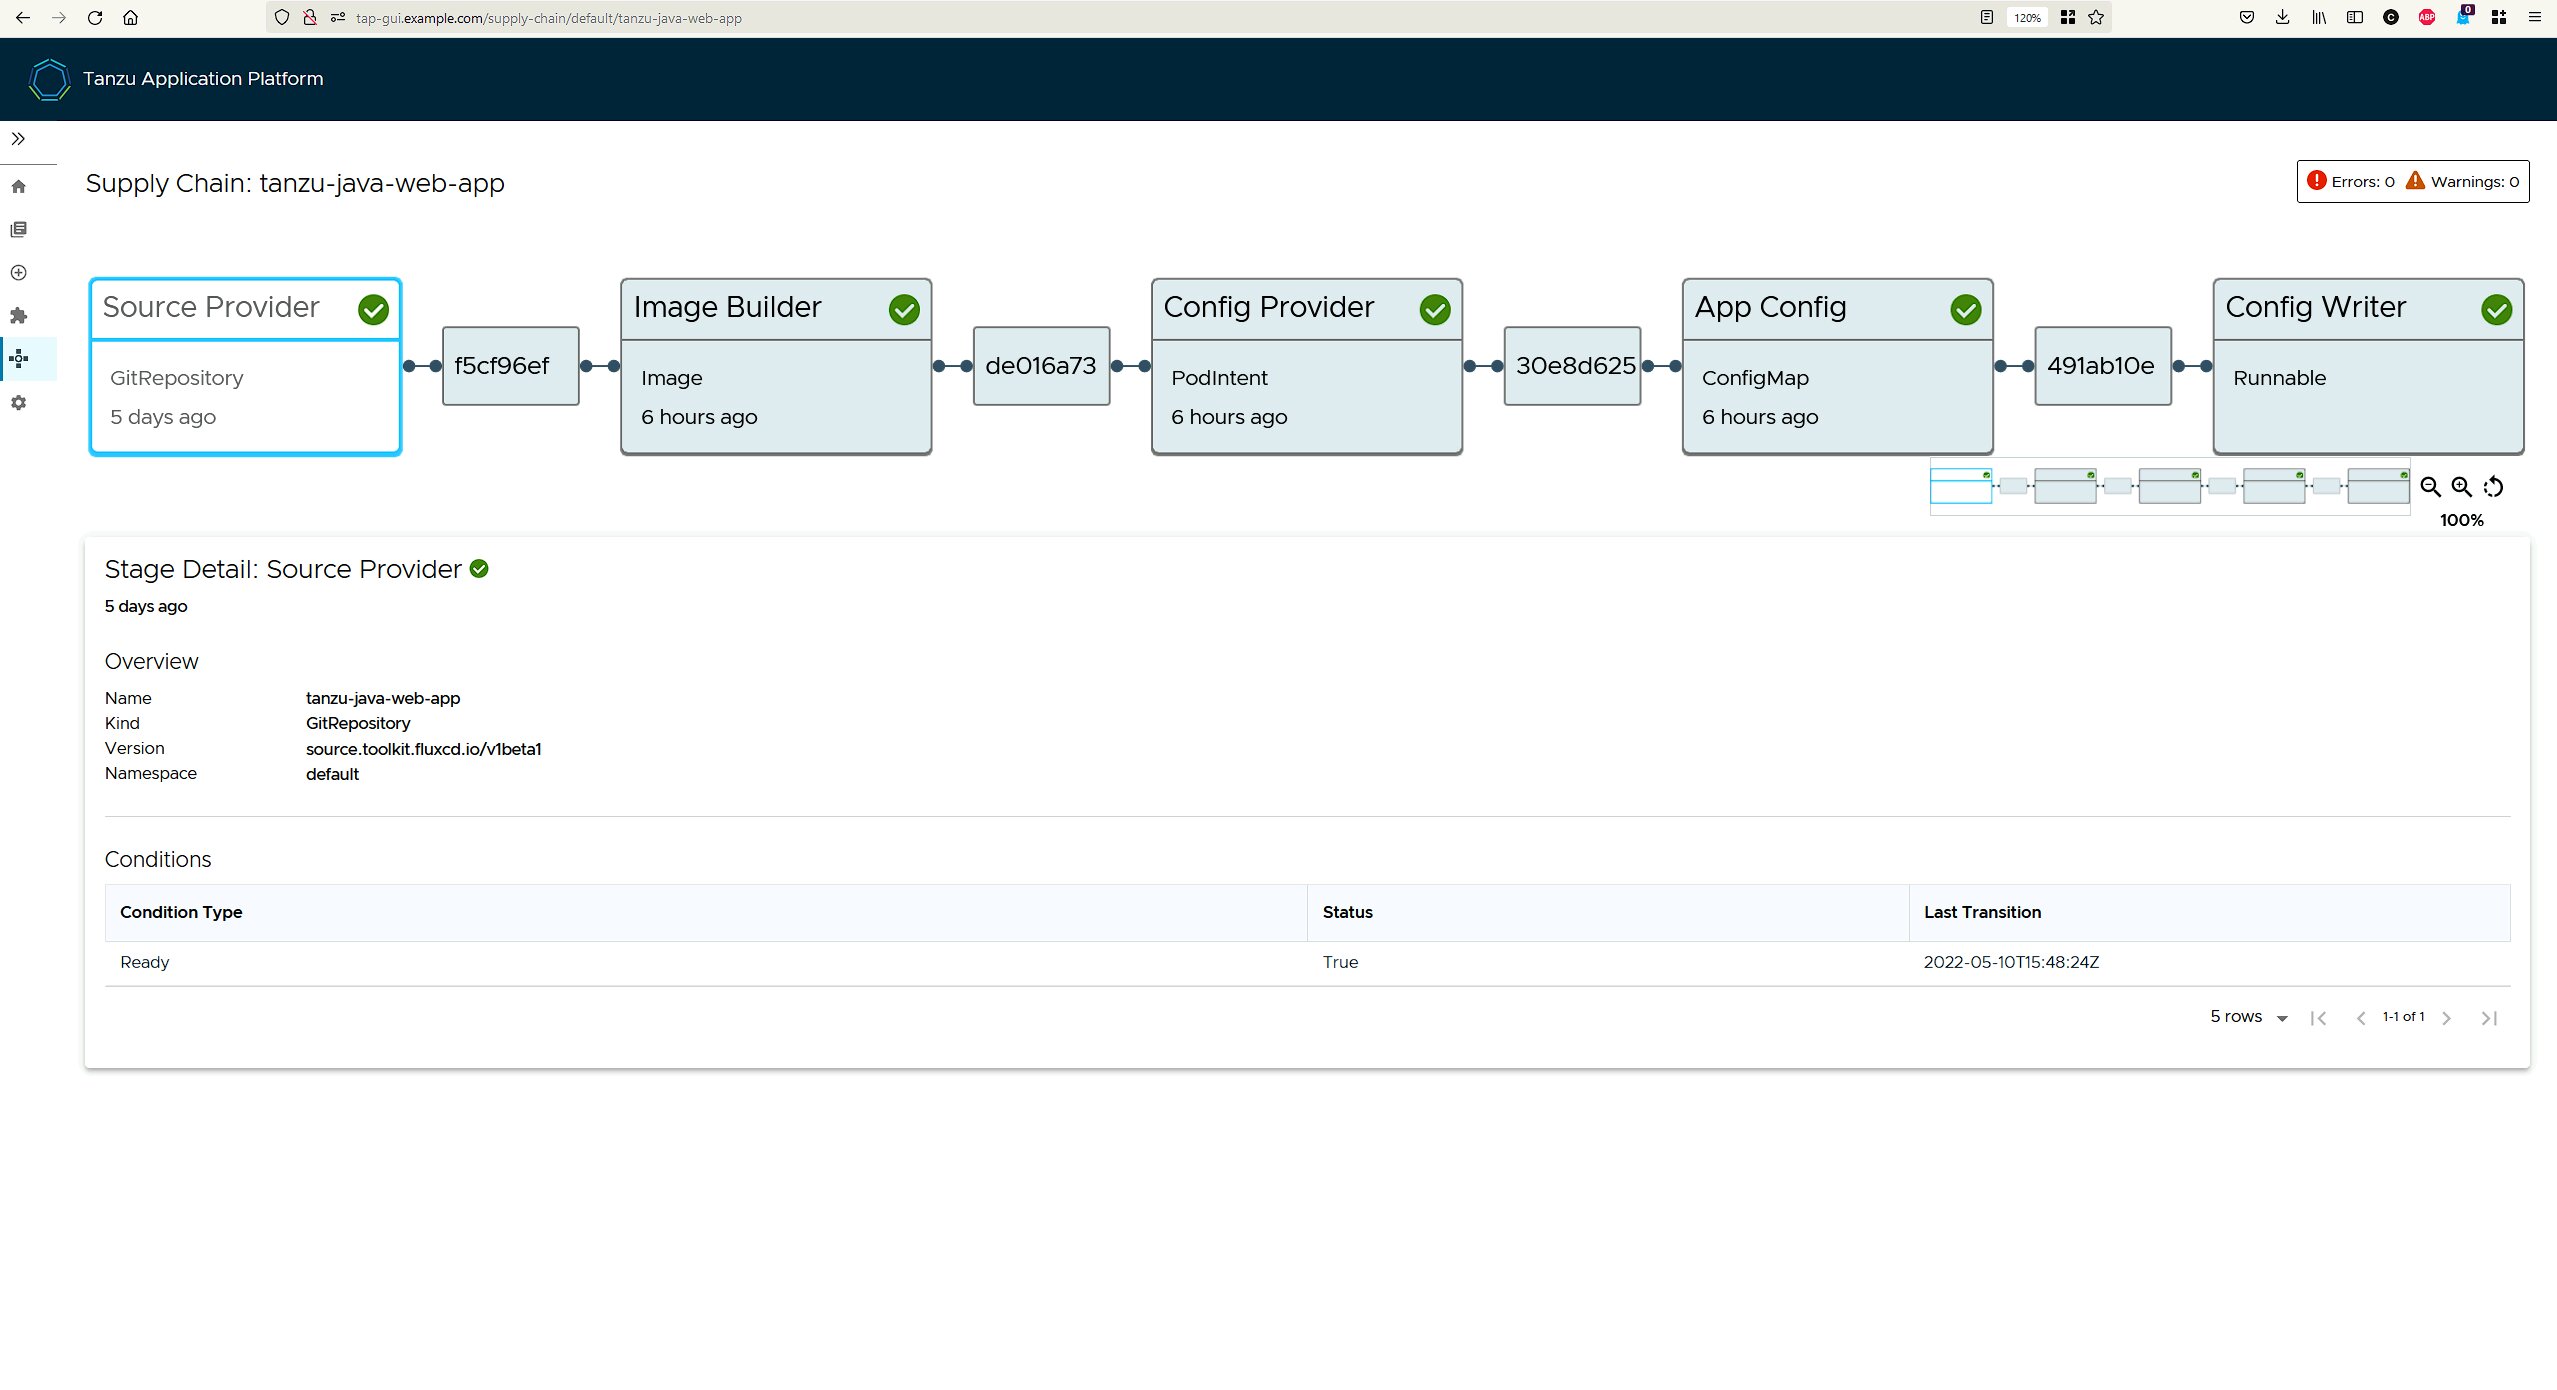 tap-gui.example.com/supply-chain/default/tanzu-java-web-app
120%
C
ABP
0
Tanzu Application Platform
Supply Chain: tanzu-java-web-app
Errors: 0 Warnings: 0
Source Provider
GitRepository
5 days ago
f5cf96ef
Image Builder
Image
6 hours ago
de016a73
Config Provider
PodIntent
6 hours ago
30e8d625
App Config
ConfigMap
6 hours ago
491ab10e
Config Writer
Runnable
100%
Stage Detail: Source Provider
5 days ago
Overview
Name tanzu-java-web-app
Kind GitRepository
Version source.toolkit.fluxcd.io/v1beta1
Namespace default
Conditions
Condition Type Status Last Transition
Ready True 2022-05-10T15:48:24Z
5 rows 1-1 of 1